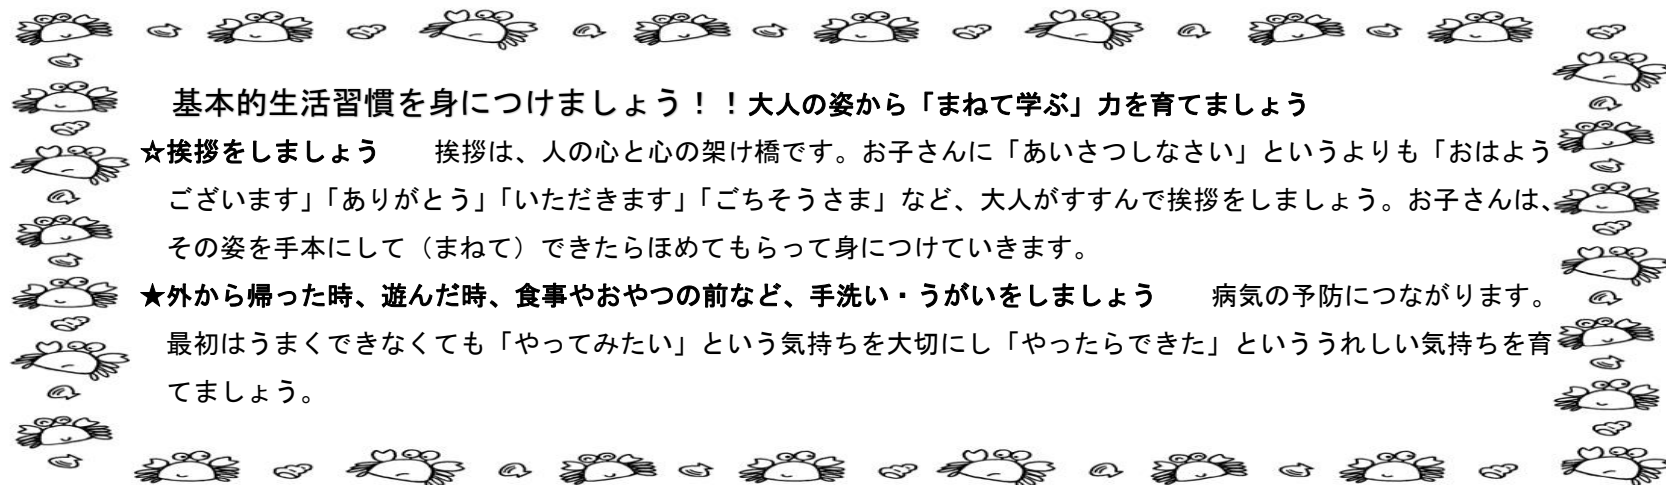 基本的生活習慣を身につけましょう！！大人の姿から「まねて学ぶ」力を育てましょう
☆挨拶をしましょう　　挨拶は、人の心と心の架け橋です。お子さんに「あいさつしなさい」というよりも「おはよう
ございます」「ありがとう」「いただきます」「ごちそうさま」など、大人がすすんで挨拶をしましょう。お子さんは、
その姿を手本にして（まねて）できたらほめてもらって身につけていきます。
★外から帰った時、遊んだ時、食事やおやつの前など、手洗い・うがいをしましょう　　病気の予防につながります。
最初はうまくできなくても「やってみたい」という気持ちを大切にし「やったらできた」といううれしい気持ちを育
てましょう。